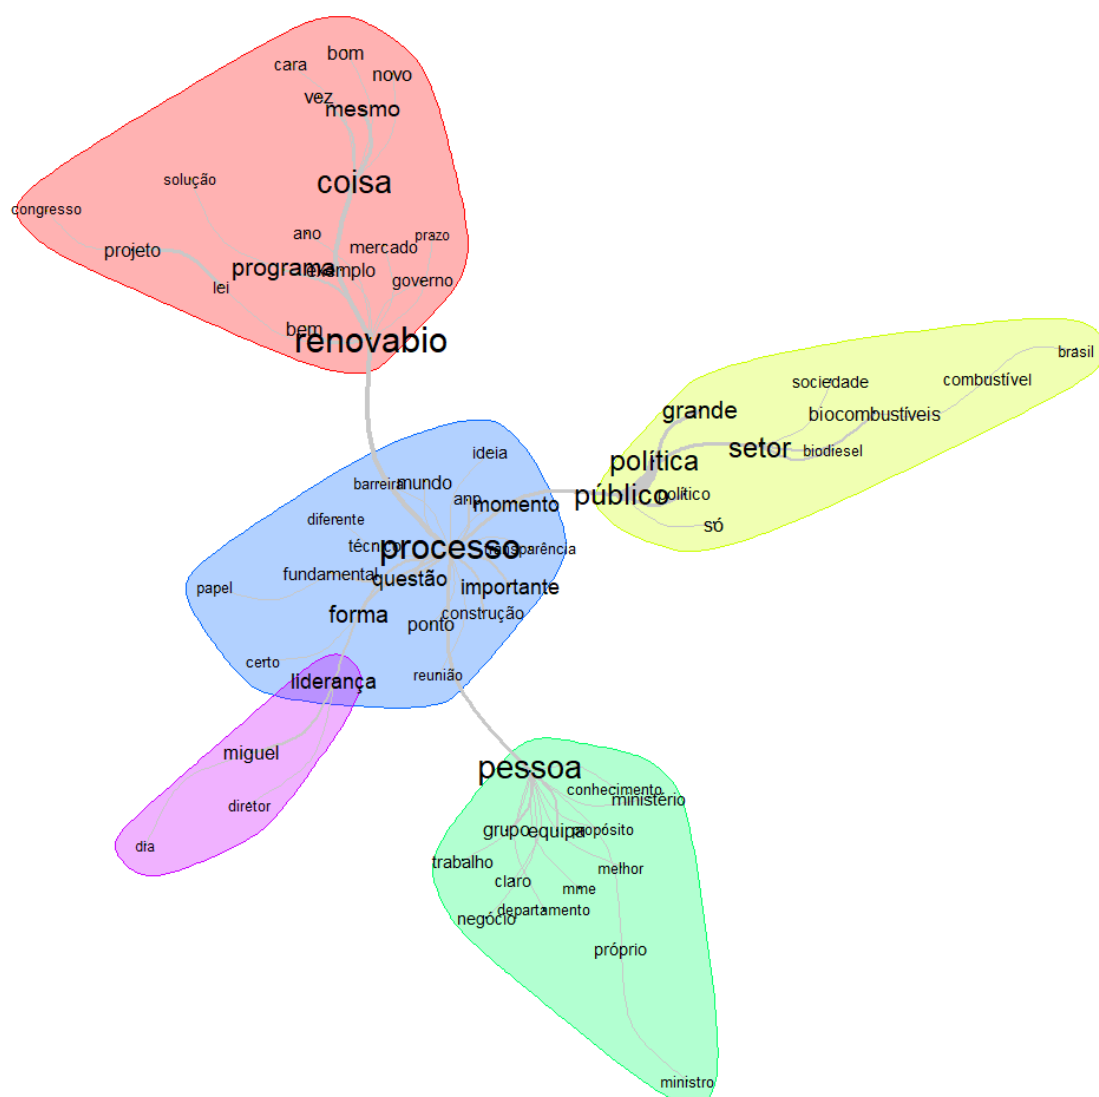 bom
cara
novo
vez
mesmo
coisa
solução
congresso
ano
prazo
projeto
mercado
programa
exemplo
governo
lei
bem
renovabio
brasil
combustível
sociedade
grande
biocombustíveis
setor
biodiesel
política
público
político
só
ideia
barreira
mundo
anp
momento
diferente
técnico
processo
transparência
fundamental
questão
papel
importante
forma
construção
ponto
certo
reunião
liderança
miguel
diretor
dia
pessoa
conhecimento
ministério
grupo
equipe
propósito
trabalho
melhor
claro
mme
departamento
negócio
próprio
ministro